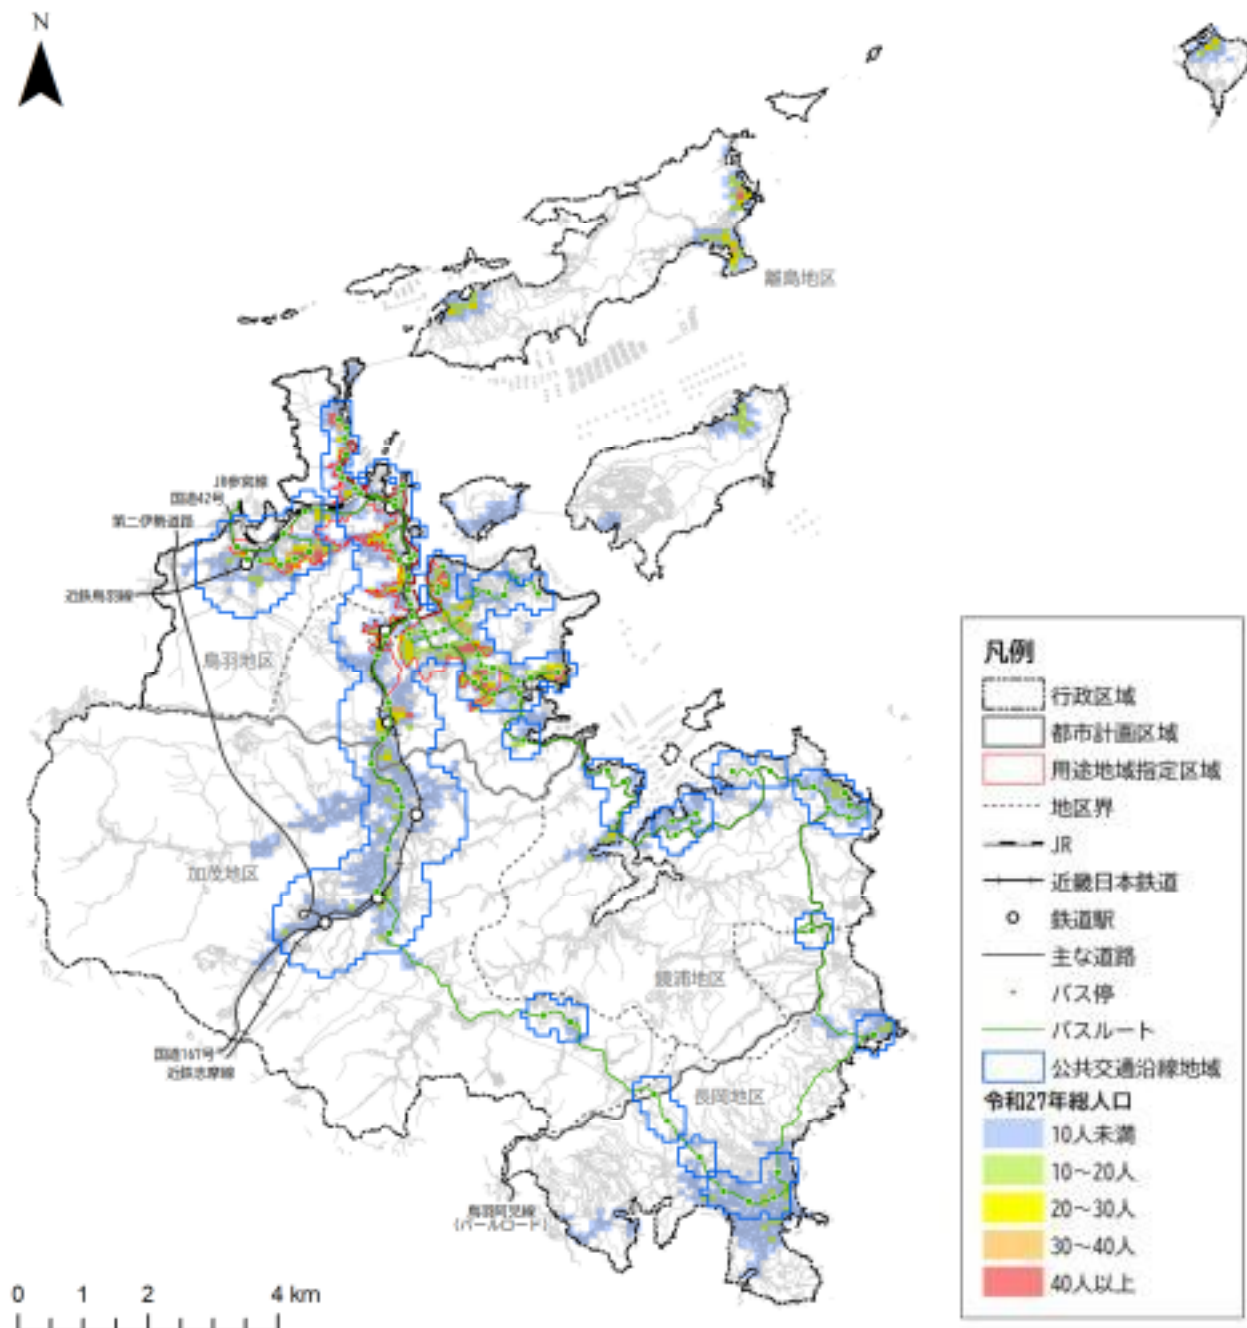 N
離島地区
JR参宮線
国道42号
第二伊勢道路
近鉄鳥羽線
鳥羽地区
加茂地区
鏡浦地区
国道167号
近鉄志摩線
長岡地区
鳥羽阿児線
(パールロード)
凡例
行政区域
都市計画区域
用途地域指定区域
地区界
JR
近畿日本鉄道
鉄道駅
主な道路
バス停
バスルート
公共交通沿線地域
令和27年総人口
10人未満
10～20人
20～30人
30～40人
40人以上
0 1 2 4 km